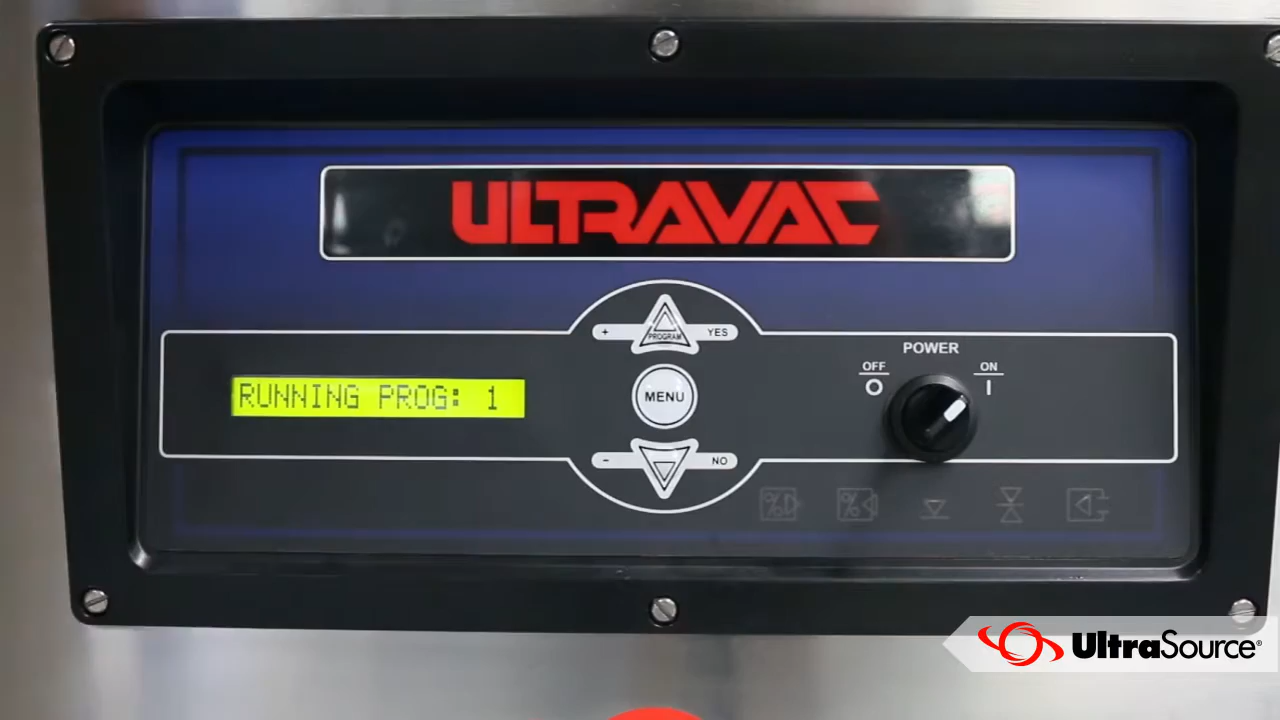 ULTRAVAC
+ PROGRAM YES
POWER
OFF ON
O I
RUNNING PROG: 1
MENU
- NO
% %
UltraSource®